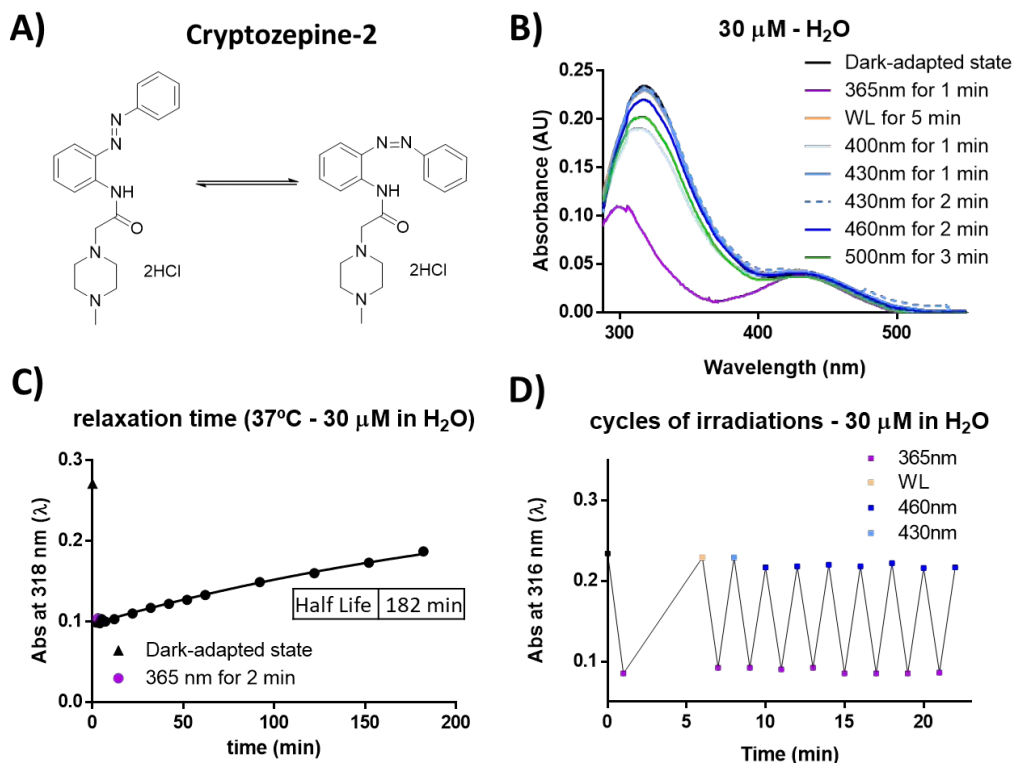 A)
Cryptozepine-2
N
N
NH
O
N
N
2HCl
N
N
NH
O
N
N
2HCl
B)
30 μM - H₂O
Dark-adapted state
365nm for 1 min
WL for 5 min
400nm for 1 min
430nm for 1 min
430nm for 2 min
460nm for 2 min
500nm for 3 min
Absorbance (AU)
0.25
0.20
0.15
0.10
0.05
0.00
300 400 500
Wavelength (nm)
C)
relaxation time (37ºC - 30 μM in H₂O)
Abs at 318 nm (λ)
0.3
0.2
0.1
0.0
Half Life 182 min
Dark-adapted state
365 nm for 2 min
0 50 100 150 200
time (min)
D)
cycles of irradiations - 30 μM in H₂O
365nm
WL
460nm
430nm
Abs at 316 nm (λ)
0.3
0.2
0.1
0 5 10 15 20
Time (min)